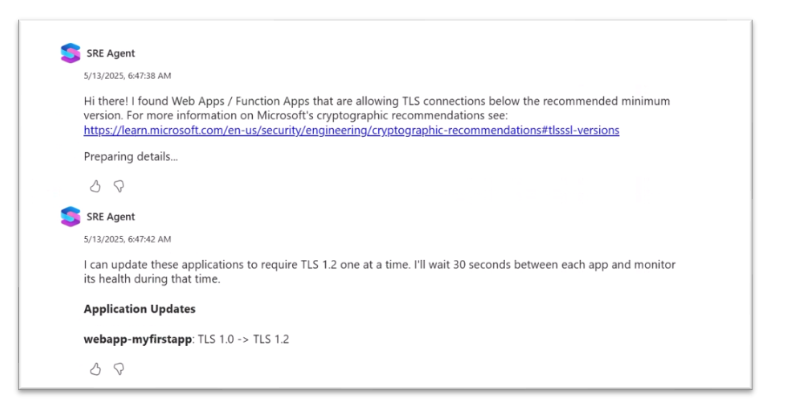 SRE Agent
5/13/2025, 6:47:38 AM
Hi there! I found Web Apps / Function Apps that are allowing TLS connections below the recommended minimum
version. For more information on Microsoft's cryptographic recommendations see:
https://learn.microsoft.com/en-us/security/engineering/cryptographic-recommendations#tlsssl-versions
Preparing details...
SRE Agent
5/13/2025, 6:47:42 AM
I can update these applications to require TLS 1.2 one at a time. I'll wait 30 seconds between each app and monitor
its health during that time.
Application Updates
webapp-myfirstapp: TLS 1.0 -> TLS 1.2